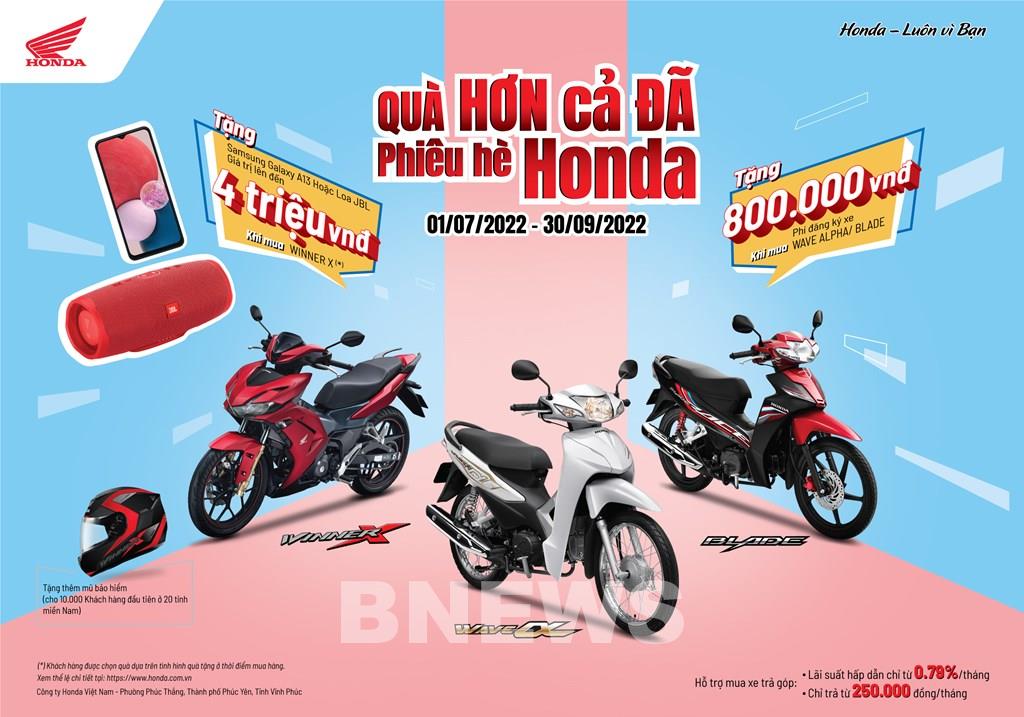 HONDA
Honda – Luôn vì Bạn
QUÀ HƠN cả ĐÃ
Phiêu hè Honda
01/07/2022 - 30/09/2022
Tặng
Samsung Galaxy A13 Hoặc Loa JBL
Giá trị lên đến
4 triệu vnđ
Khi mua WINNER X (*)
Tặng
800.000 vnđ
Phí đăng ký xe
Khi mua WAVE ALPHA/ BLADE
JBL
WINNER X
BLADE
WAVE α
BNEWS
Tặng thêm mũ bảo hiểm
(cho 10.000 Khách hàng đầu tiên ở 20 tỉnh
miền Nam)
(*) Khách hàng được chọn quà dựa trên tình hình quà tặng ở thời điểm mua hàng.
Xem thể lệ chi tiết tại: https://www.honda.com.vn
Công ty Honda Việt Nam - Phường Phúc Thắng, Thành phố Phúc Yên, Tỉnh Vĩnh Phúc
Hỗ trợ mua xe trả góp:
• Lãi suất hấp dẫn chỉ từ 0.79%/tháng
• Chỉ trả từ 250.000 đồng/tháng